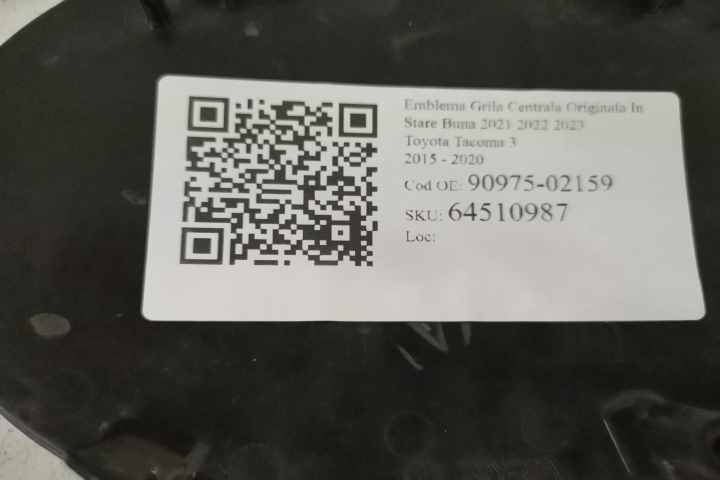 Emblema Grila Centrala Originala In
Stare Buna 2021 2022 2023
Toyota Tacoma 3
2015 - 2020
Cod OE: 90975-02159
SKU: 64510987
Loc: